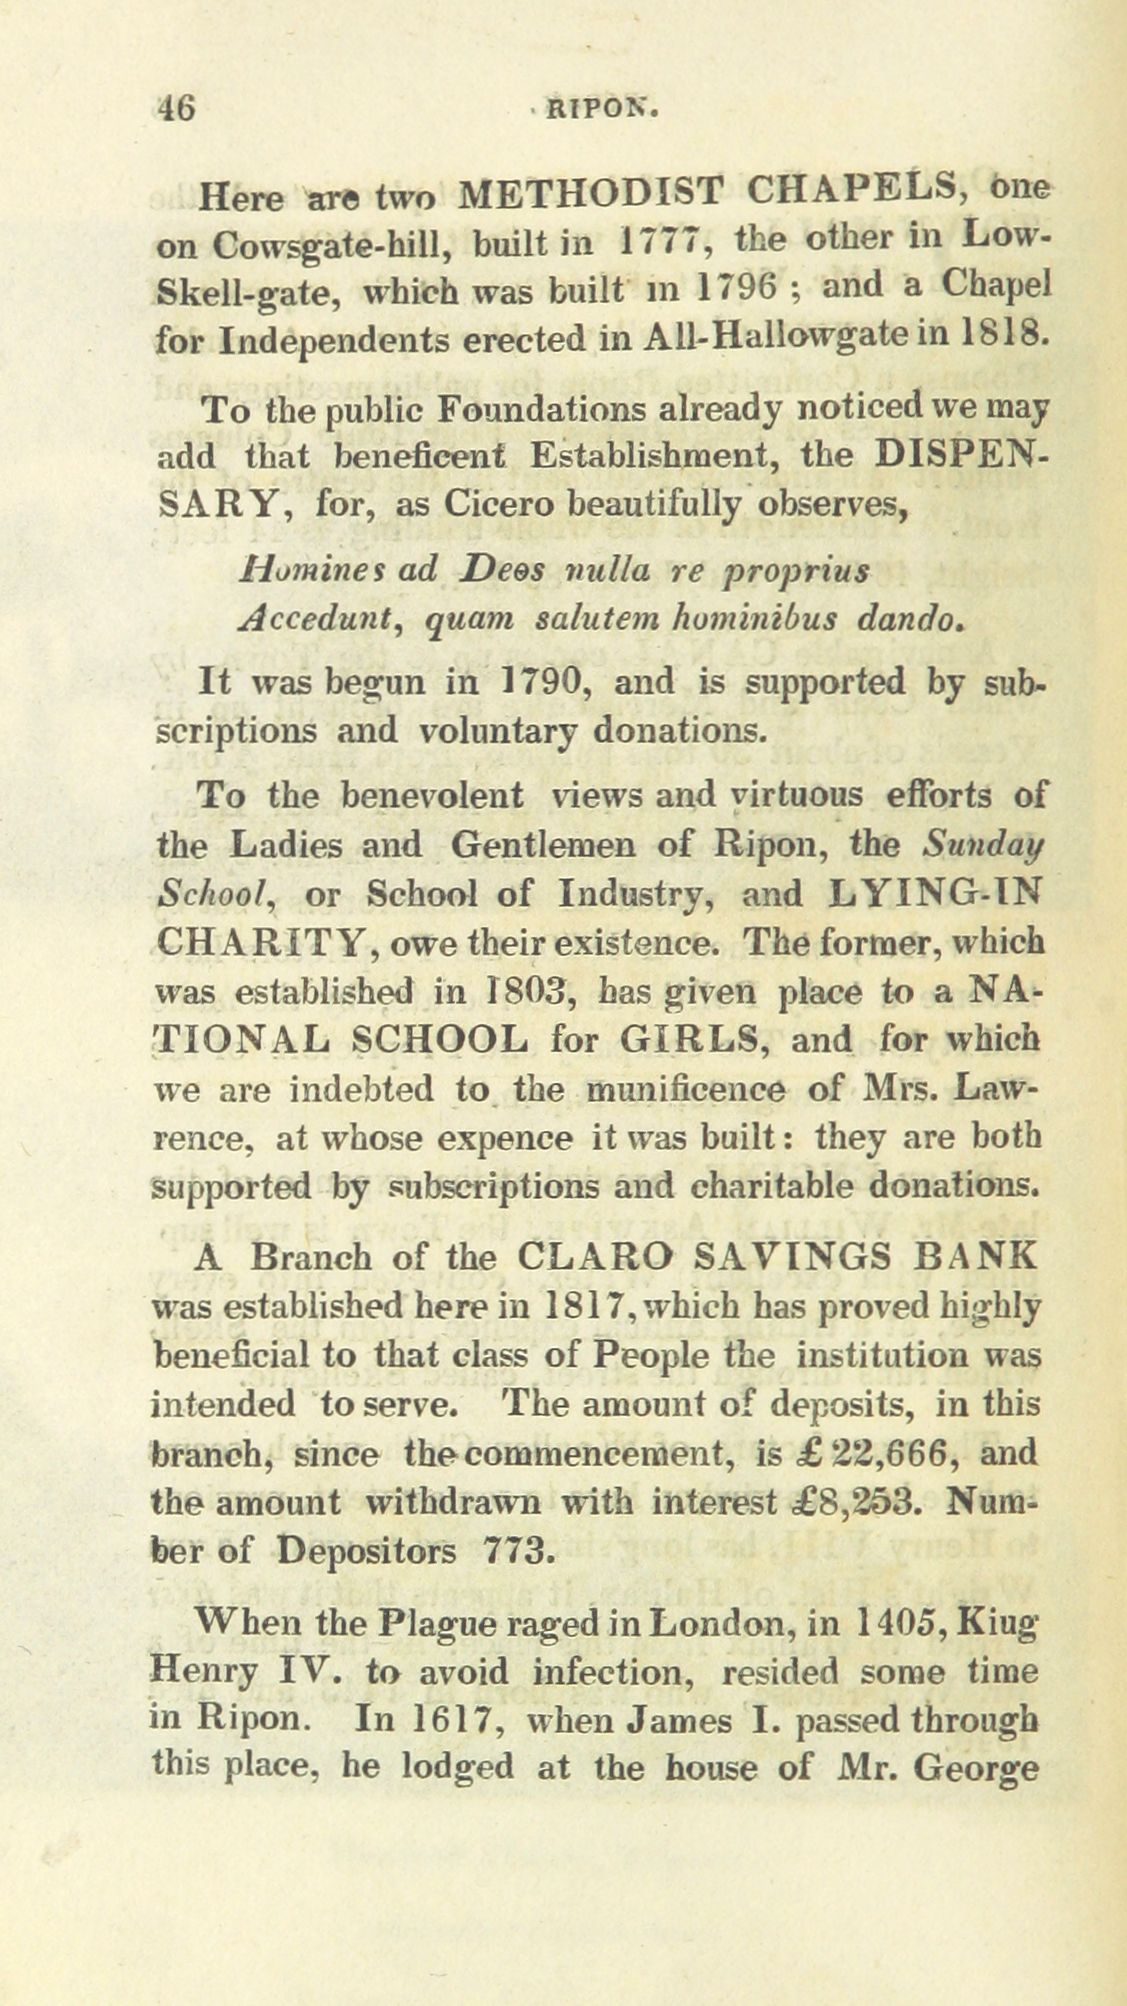 46 RIPON.
Here are two METHODIST CHAPELS, one
on Cowsgate-hill, built in 1777, the other in Low-
Skell-gate, which was built in 1796 ; and a Chapel
for Independents erected in All-Hallowgate in 1818.
To the public Foundations already noticed we may
add that beneficent Establishment, the DISPEN-
SARY, for, as Cicero beautifully observes,
Homines ad Deos nulla re proprius
Accedunt, quam salutem hominibus dando.
It was begun in 1790, and is supported by sub-
scriptions and voluntary donations.
To the benevolent views and virtuous efforts of
the Ladies and Gentlemen of Ripon, the Sunday
School, or School of Industry, and LYING-IN
CHARITY, owe their existence. The former, which
was established in 1803, has given place to a NA-
TIONAL SCHOOL for GIRLS, and for which
we are indebted to the munificence of Mrs. Law-
rence, at whose expence it was built: they are both
supported by subscriptions and charitable donations.
A Branch of the CLARO SAVINGS BANK
was established here in 1817, which has proved highly
beneficial to that class of People the institution was
intended to serve. The amount of deposits, in this
branch, since the commencement, is £22,666, and
the amount withdrawn with interest £8,253. Num-
ber of Depositors 773.
When the Plague raged in London, in 1405, Kiug
Henry IV. to avoid infection, resided some time
in Ripon. In 1617, when James I. passed through
this place, he lodged at the house of Mr. George